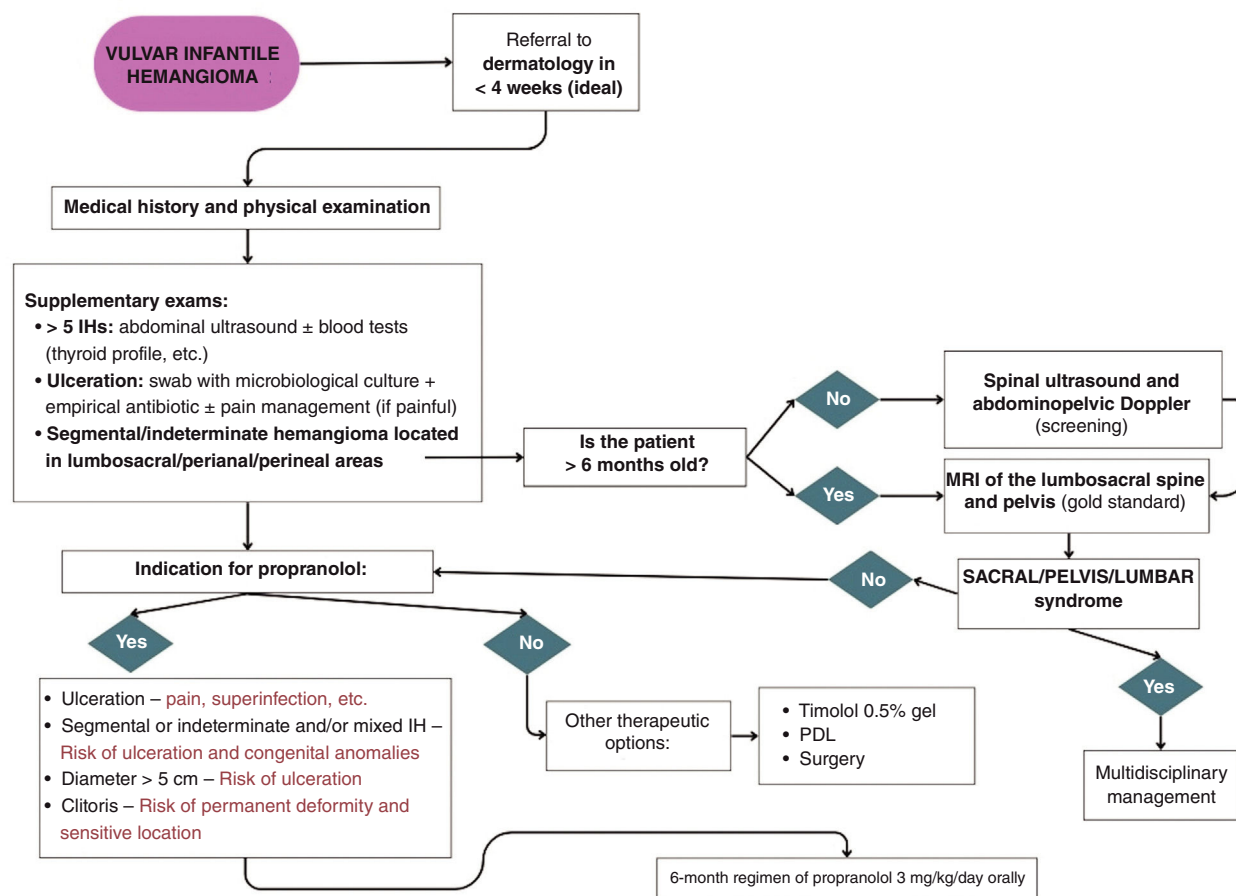 VULVAR INFANTILE
HEMANGIOMA
Referral to
dermatology in
< 4 weeks (ideal)
Medical history and physical examination
Supplementary exams:
• > 5 IHs: abdominal ultrasound ± blood tests
(thyroid profile, etc.)
• Ulceration: swab with microbiological culture +
empirical antibiotic ± pain management (if painful)
• Segmental/indeterminate hemangioma located
in lumbosacral/perianal/perineal areas
Is the patient
> 6 months old?
No
Spinal ultrasound and
abdominopelvic Doppler
(screening)
Yes
MRI of the lumbosacral spine
and pelvis (gold standard)
SACRAL/PELVIS/LUMBAR
syndrome
No
Yes
Multidisciplinary
management
Indication for propranolol:
Yes
No
• Ulceration – pain, superinfection, etc.
• Segmental or indeterminate and/or mixed IH –
Risk of ulceration and congenital anomalies
• Diameter > 5 cm – Risk of ulceration
• Clitoris – Risk of permanent deformity and
sensitive location
Other therapeutic
options:
• Timolol 0.5% gel
• PDL
• Surgery
6-month regimen of propranolol 3 mg/kg/day orally